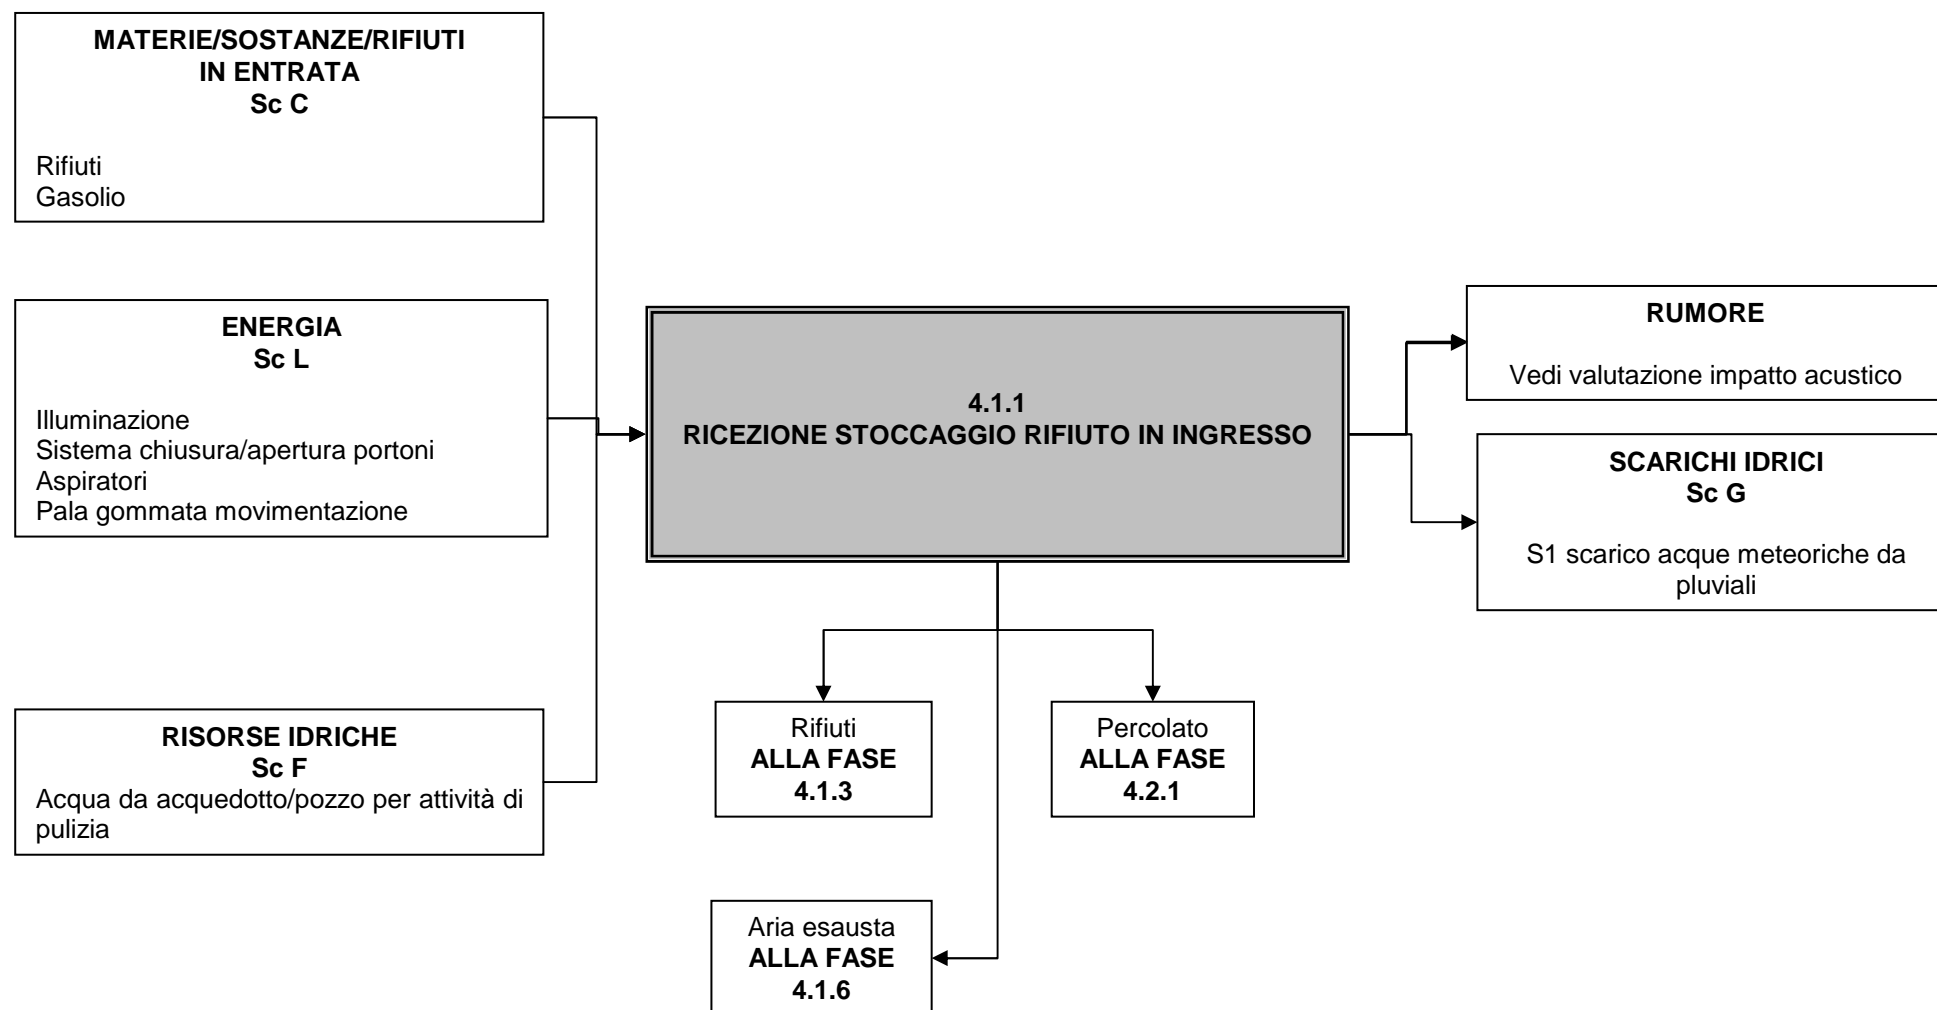 MATERIE/SOSTANZE/RIFIUTI
IN ENTRATA
Sc C
Rifiuti
Gasolio
ENERGIA
Sc L
Illuminazione
Sistema chiusura/apertura portoni
Aspiratori
Pala gommata movimentazione
RISORSE IDRICHE
Sc F
Acqua da acquedotto/pozzo per attività di
pulizia
4.1.1
RICEZIONE STOCCAGGIO RIFIUTO IN INGRESSO
RUMORE
Vedi valutazione impatto acustico
SCARICHI IDRICI
Sc G
S1 scarico acque meteoriche da
pluviali
Rifiuti
ALLA FASE
4.1.3
Percolato
ALLA FASE
4.2.1
Aria esausta
ALLA FASE
4.1.6